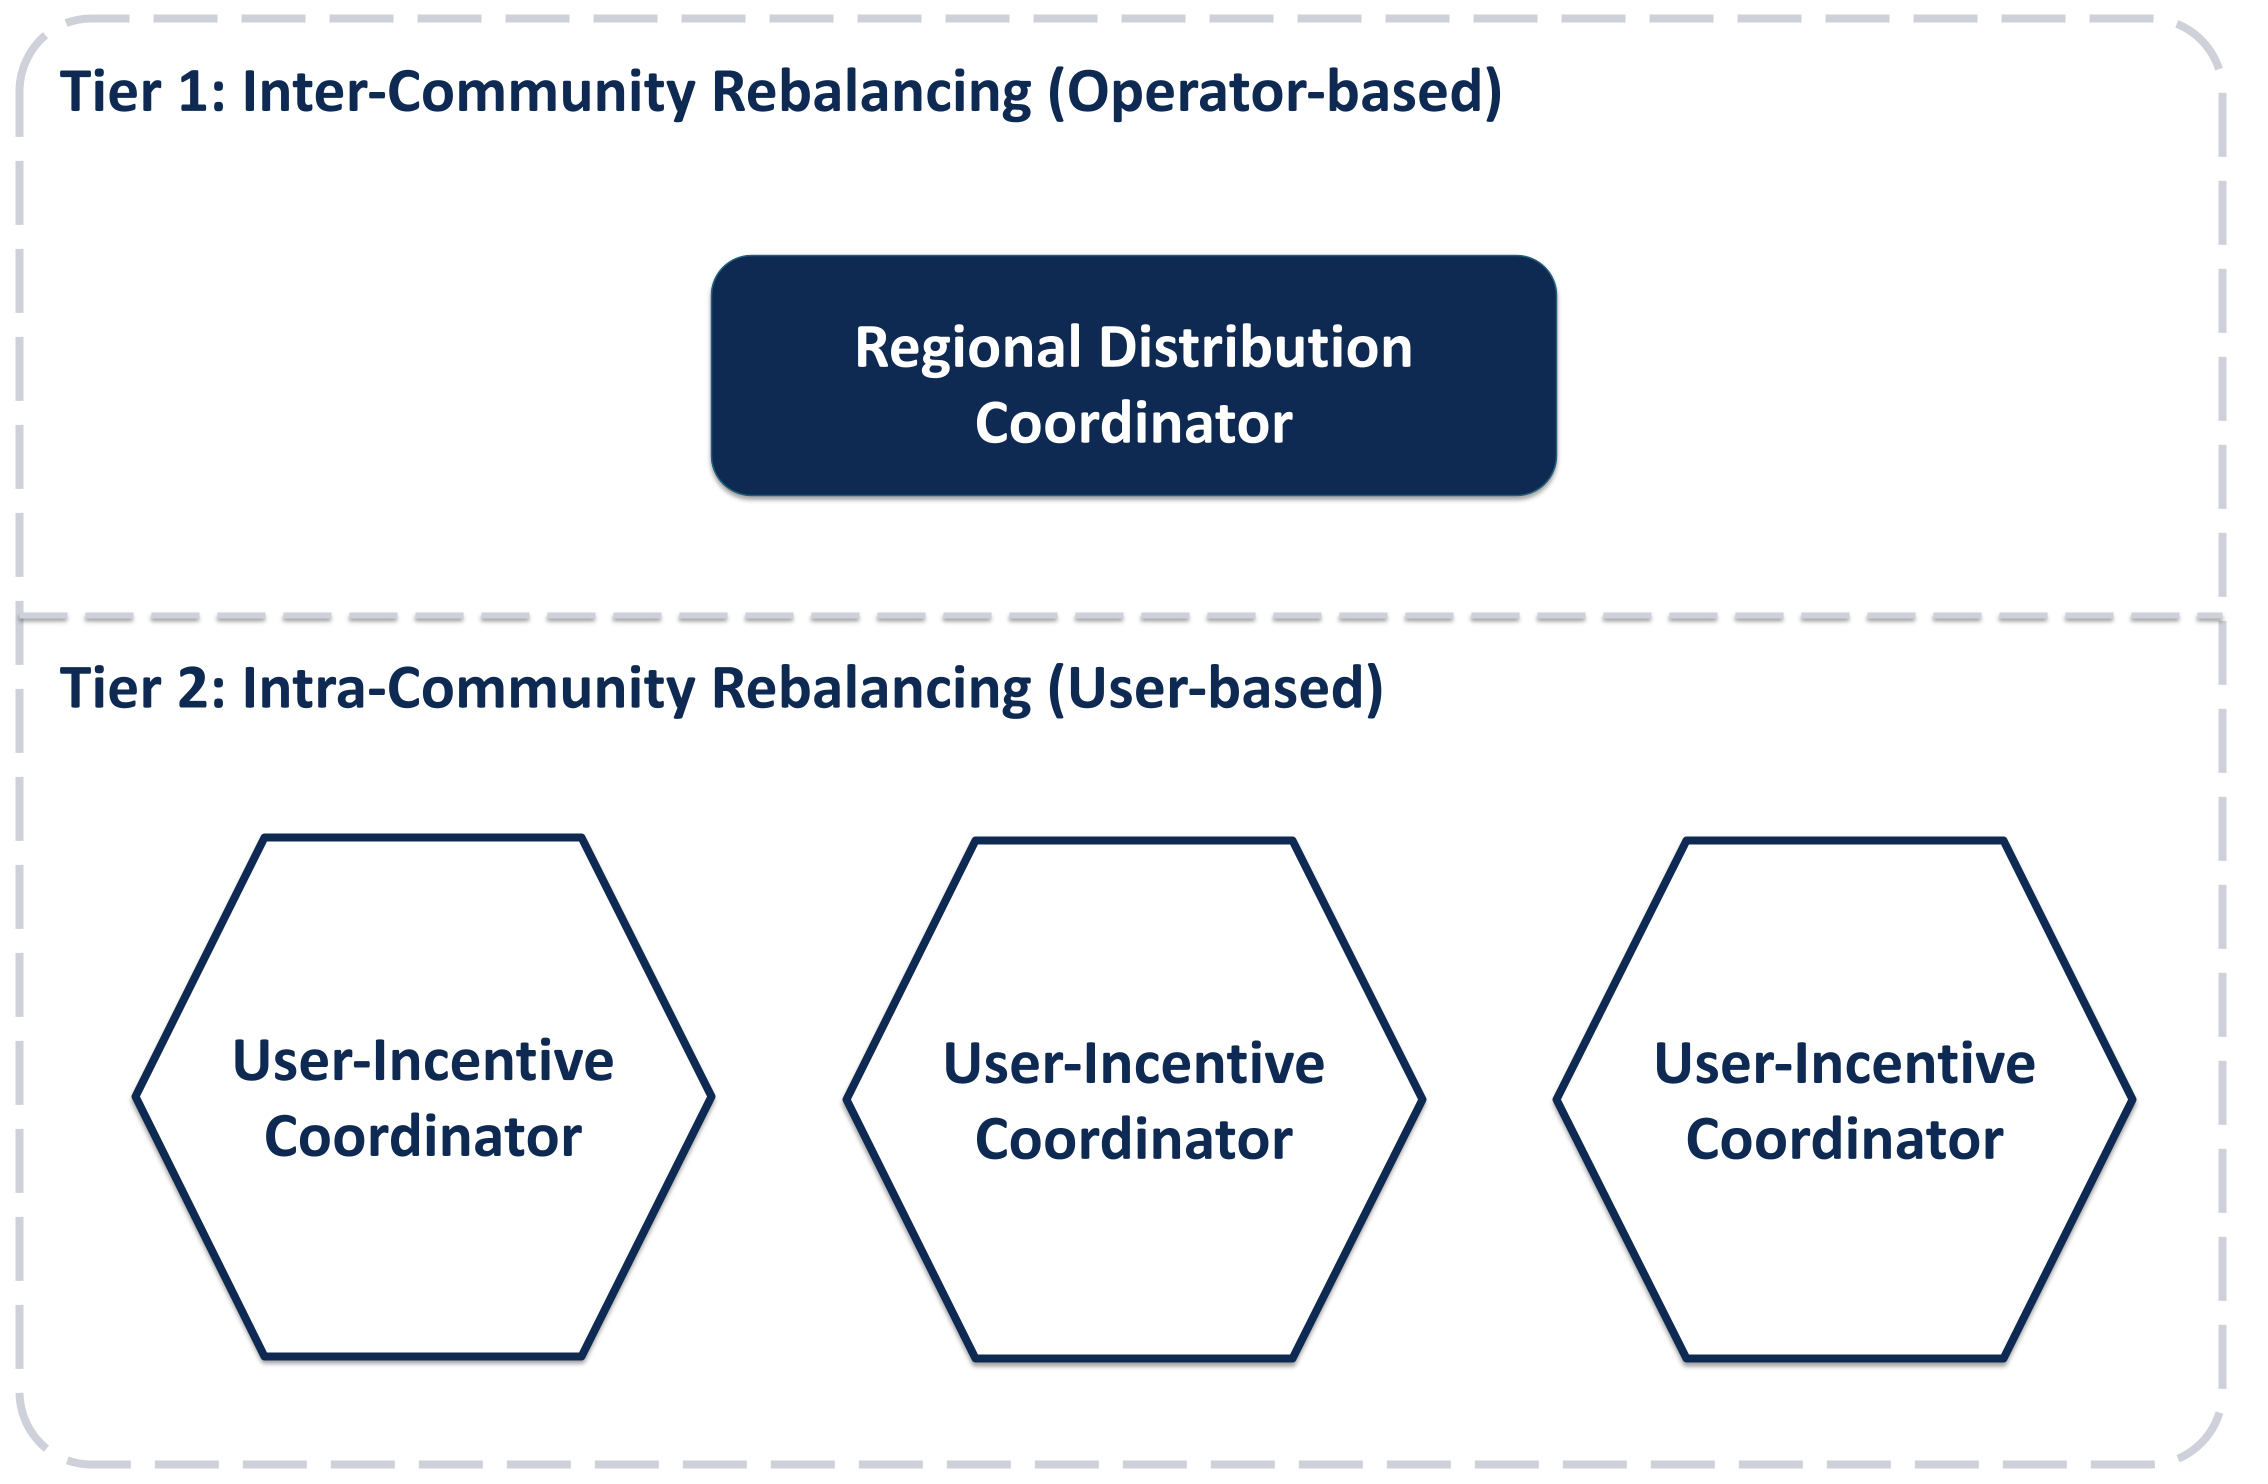 Tier 1: Inter-Community Rebalancing (Operator-based)
Regional Distribution
Coordinator
Tier 2: Intra-Community Rebalancing (User-based)
User-Incentive
Coordinator
User-Incentive
Coordinator
User-Incentive
Coordinator